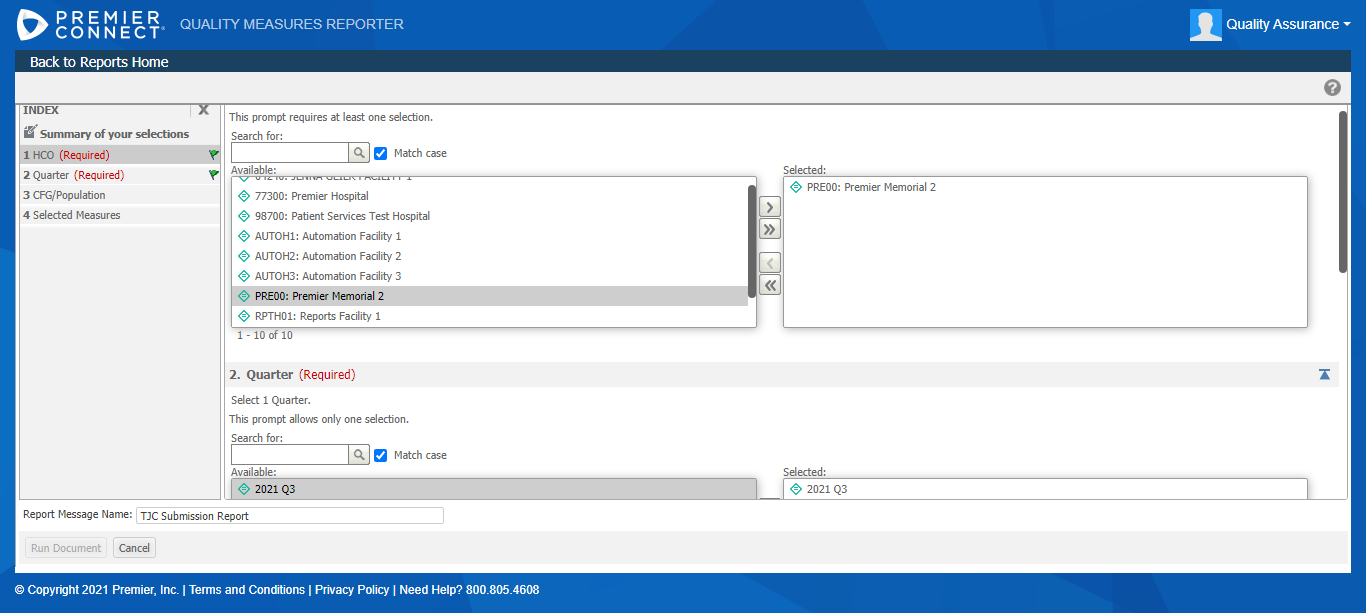 PREMIER CONNECT QUALITY MEASURES REPORTER
Quality Assurance
Back to Reports Home
INDEX
Summary of your selections
1 HCO (Required)
2 Quarter (Required)
3 CFG/Population
4 Selected Measures
This prompt requires at least one selection.
Search for:
Match case
Available:
77300: Premier Hospital
98700: Patient Services Test Hospital
AUTOH1: Automation Facility 1
AUTOH2: Automation Facility 2
AUTOH3: Automation Facility 3
PRE00: Premier Memorial 2
RPTH01: Reports Facility 1
1 - 10 of 10
Selected:
PRE00: Premier Memorial 2
2. Quarter (Required)
Select 1 Quarter.
This prompt allows only one selection.
Search for:
Match case
Available:
2021 Q3
Selected:
2021 Q3
Report Message Name: TJC Submission Report
Run Document Cancel
© Copyright 2021 Premier, Inc. | Terms and Conditions | Privacy Policy | Need Help? 800.805.4608